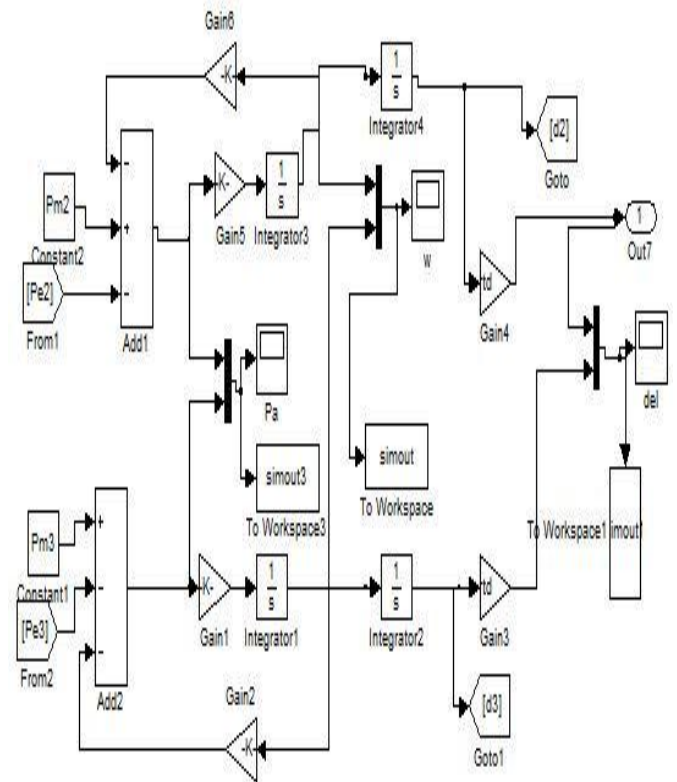 Gain6
-K
1
s
Integrator4
[d2]
Goto
-
+
-
Add1
Pm2
Constant2
[Pe2]
From1
K-
Gain5
1
s
Integrator3
w
td
Gain4
1
Out7
Pa
simout3
To Workspace3
simout
To Workspace
del
To Workspace1
imout1
Pm3
Constant1
[Pe3]
From2
+
-
-
Add2
-K-
Gain1
1
s
Integrator1
1
s
Integrator2
td
Gain3
Gain2
-K
[d3]
Goto1